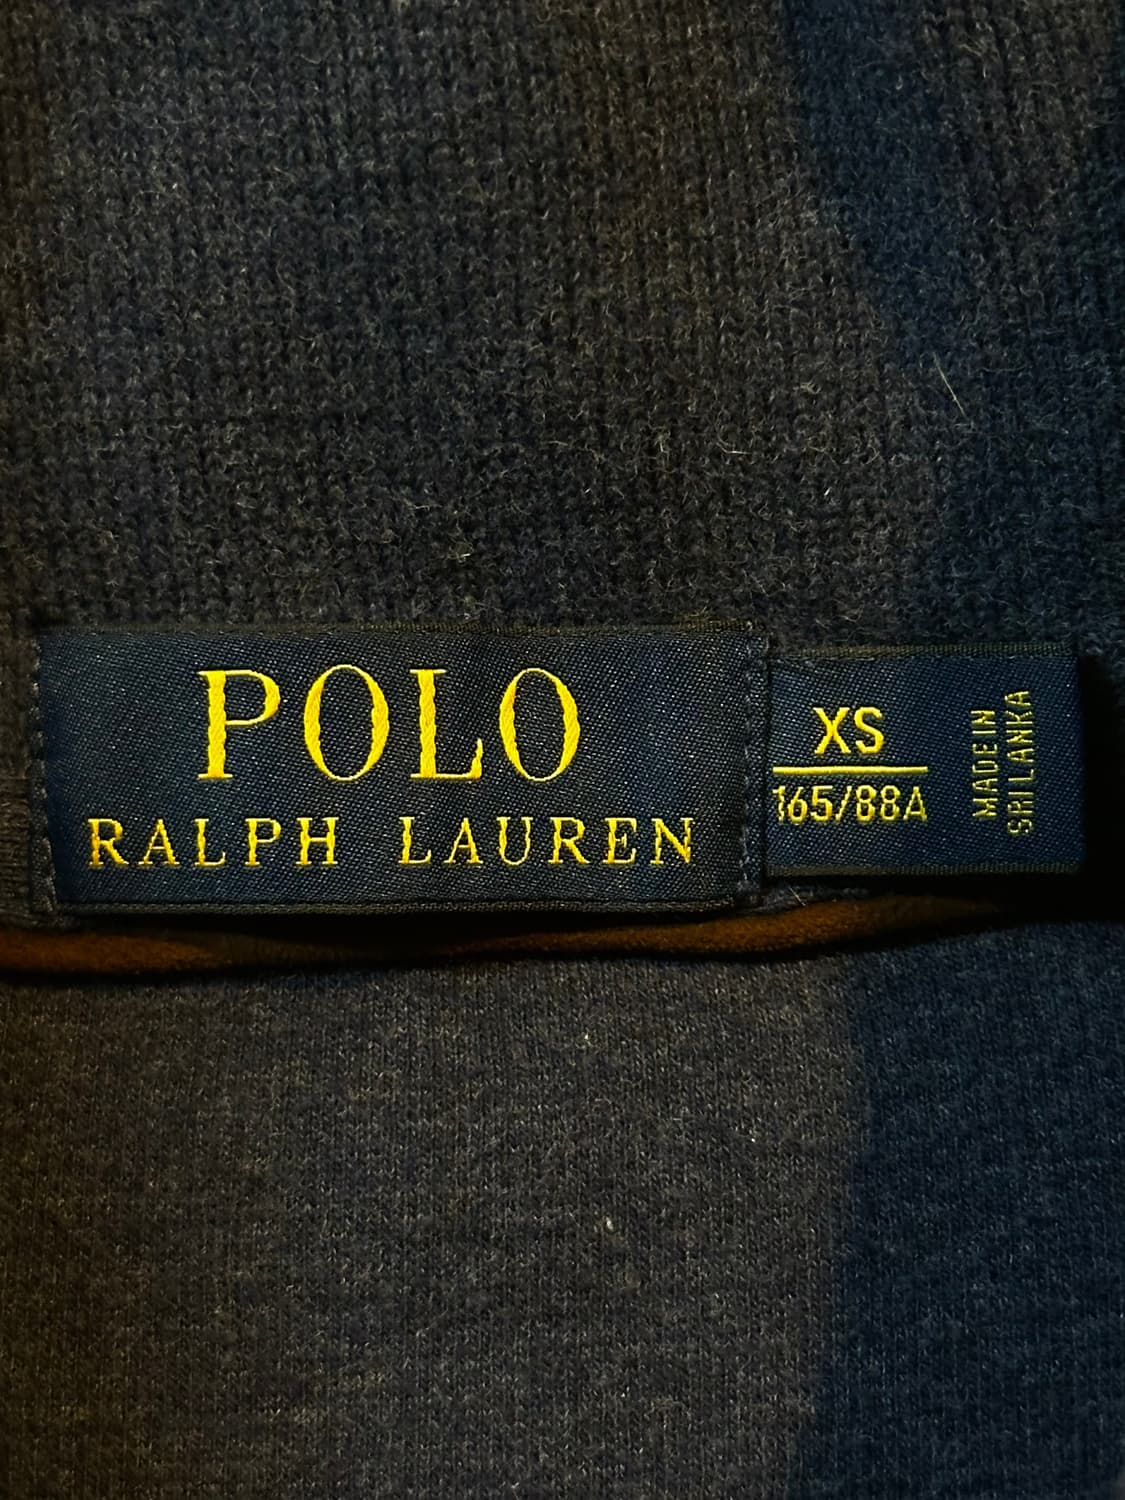 POLO
RALPH LAUREN
XS
165/88A
MADE IN
SRI LANKA